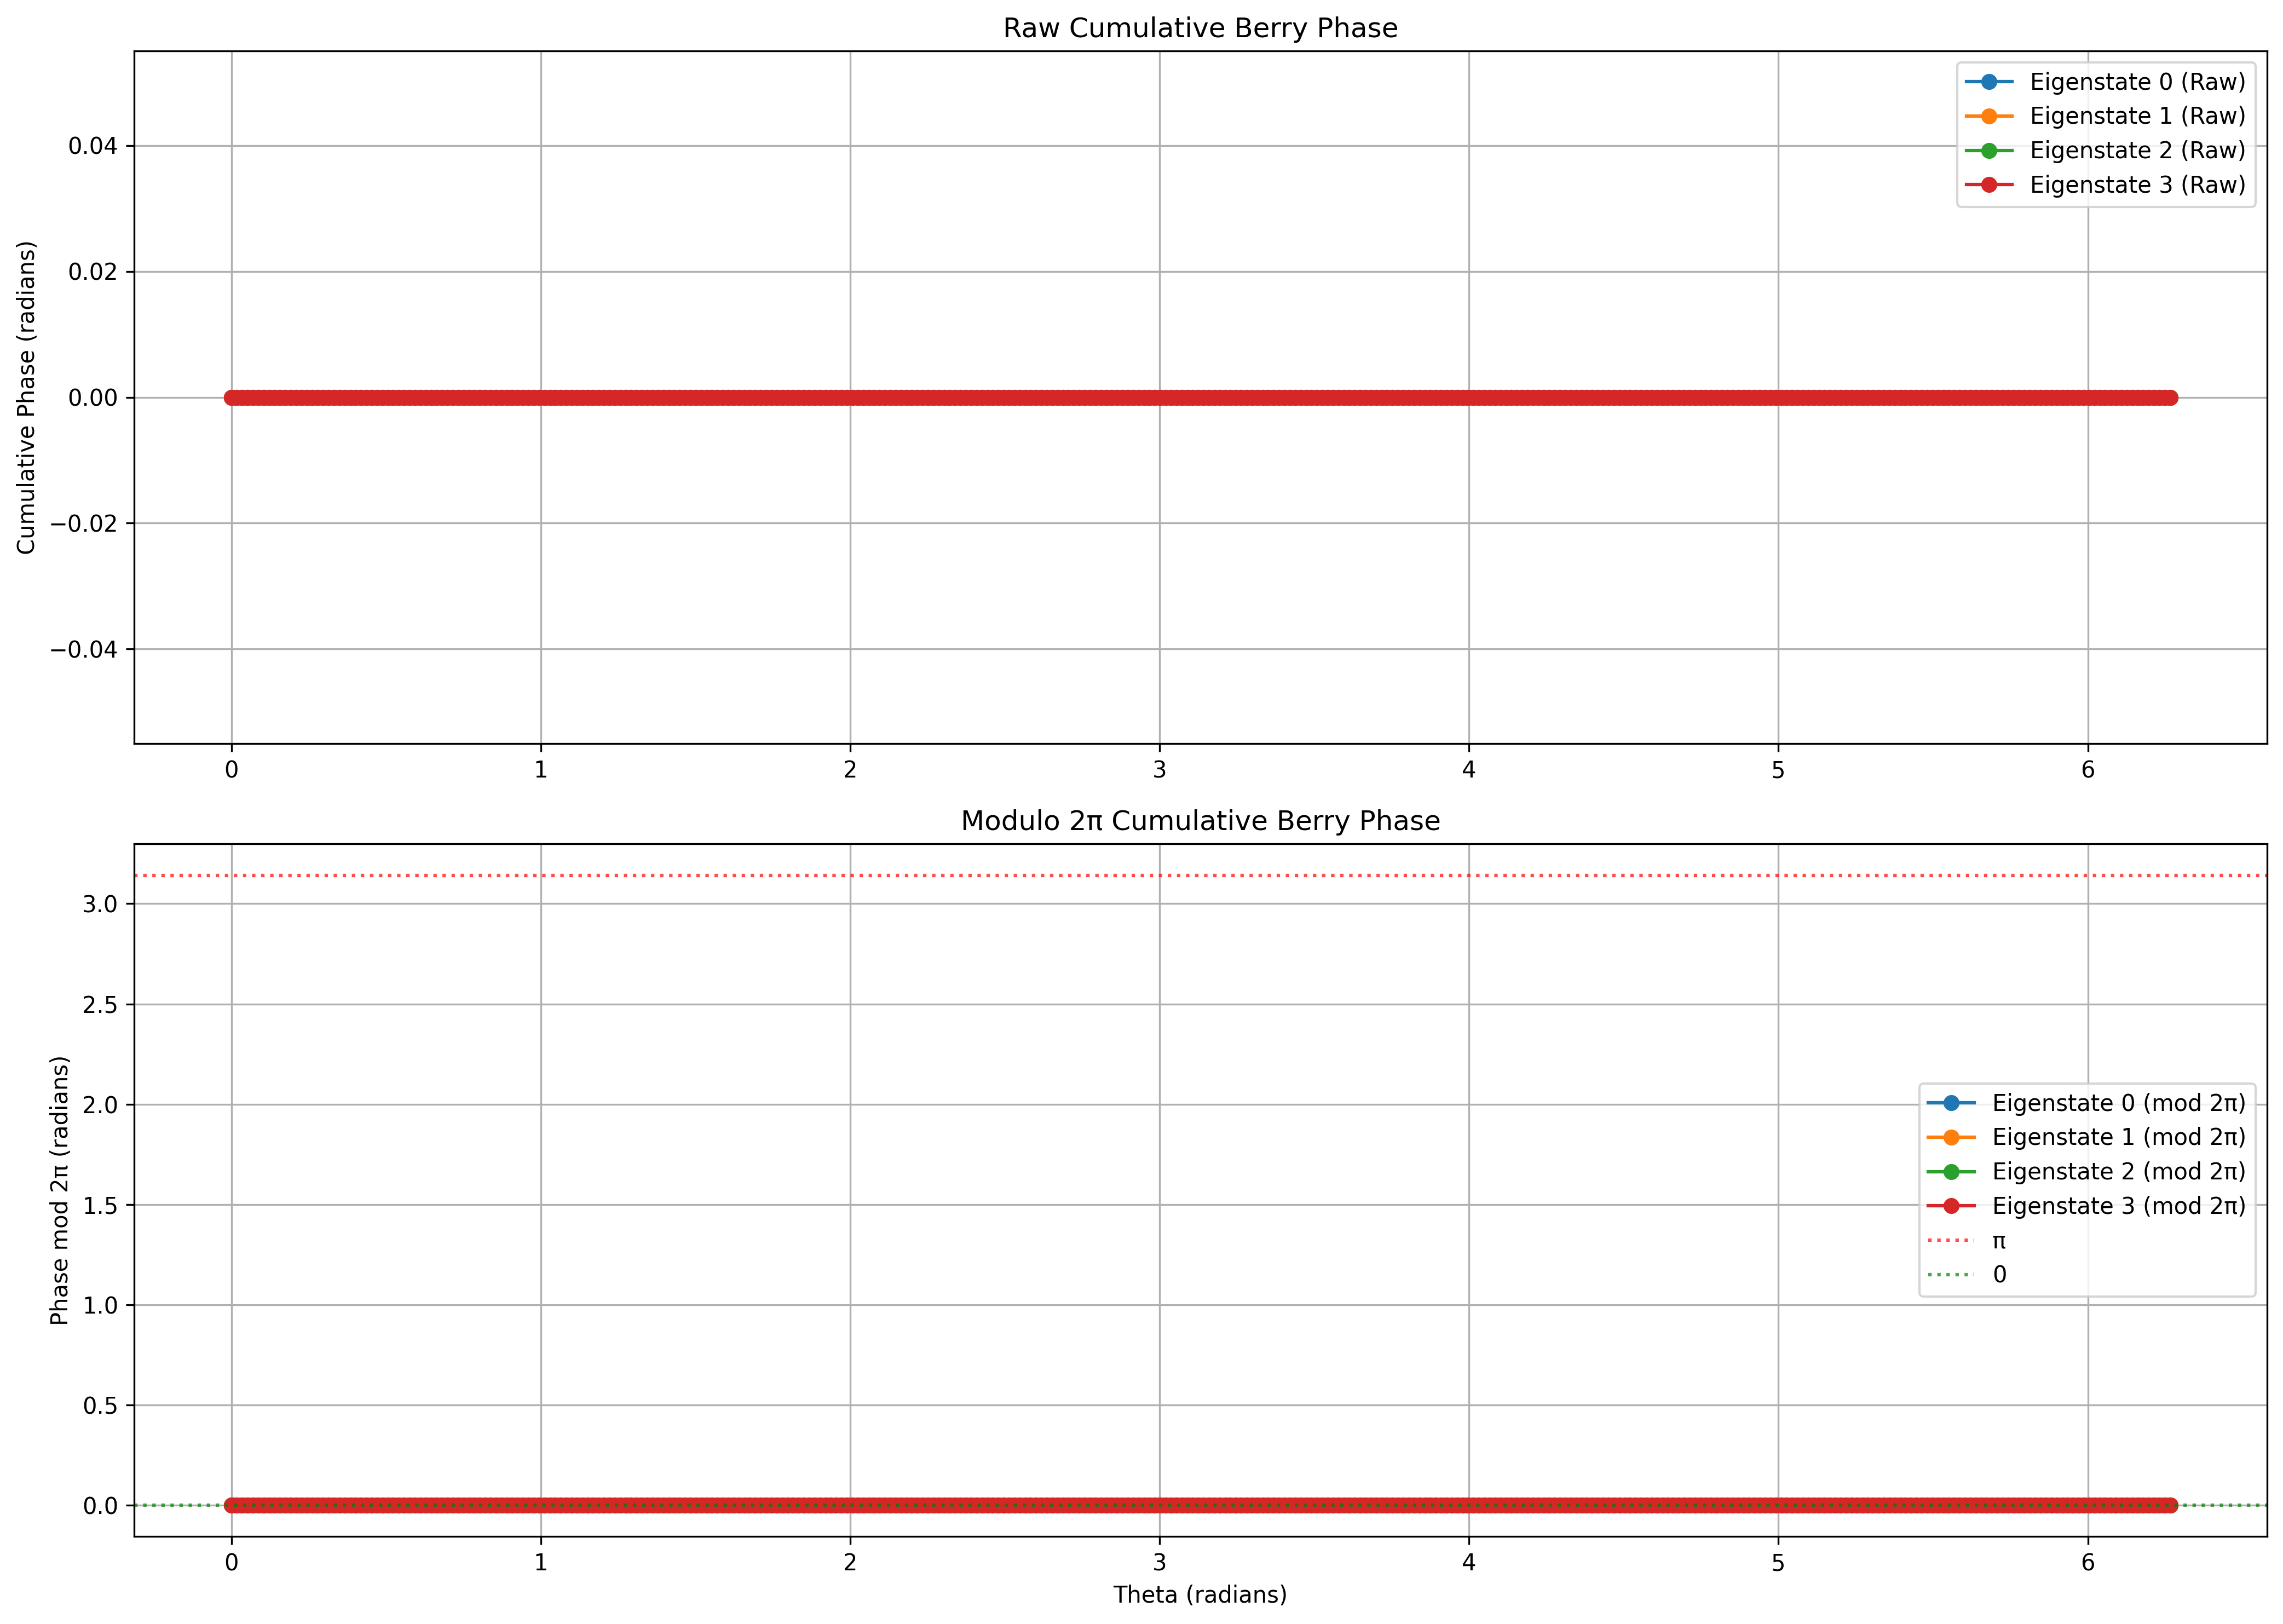 Raw Cumulative Berry Phase
Cumulative Phase (radians)
0.04
0.02
0.00
−0.02
−0.04
0 1 2 3 4 5 6
Eigenstate 0 (Raw)
Eigenstate 1 (Raw)
Eigenstate 2 (Raw)
Eigenstate 3 (Raw)
Modulo 2π Cumulative Berry Phase
Phase mod 2π (radians)
3.0
2.5
2.0
1.5
1.0
0.5
0.0
0 1 2 3 4 5 6
Eigenstate 0 (mod 2π)
Eigenstate 1 (mod 2π)
Eigenstate 2 (mod 2π)
Eigenstate 3 (mod 2π)
π
0
Theta (radians)